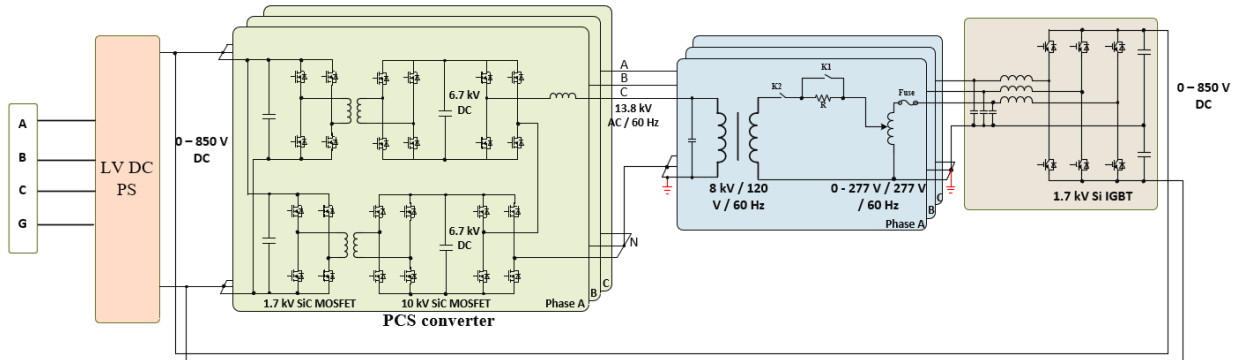 A
B
C
G
LV DC
PS
0 – 850 V
DC
6.7 kV
DC
6.7 kV
DC
1.7 kV SiC MOSFET
10 kV SiC MOSFET
Phase A
B
C
PCS converter
A
B
C
13.8 kV
AC / 60 Hz
N
K1
K2
R
Fuse
8 kV / 120
V / 60 Hz
0 - 277 V / 277 V
/ 60 Hz
Phase A
B
C
1.7 kV Si IGBT
0 – 850 V
DC